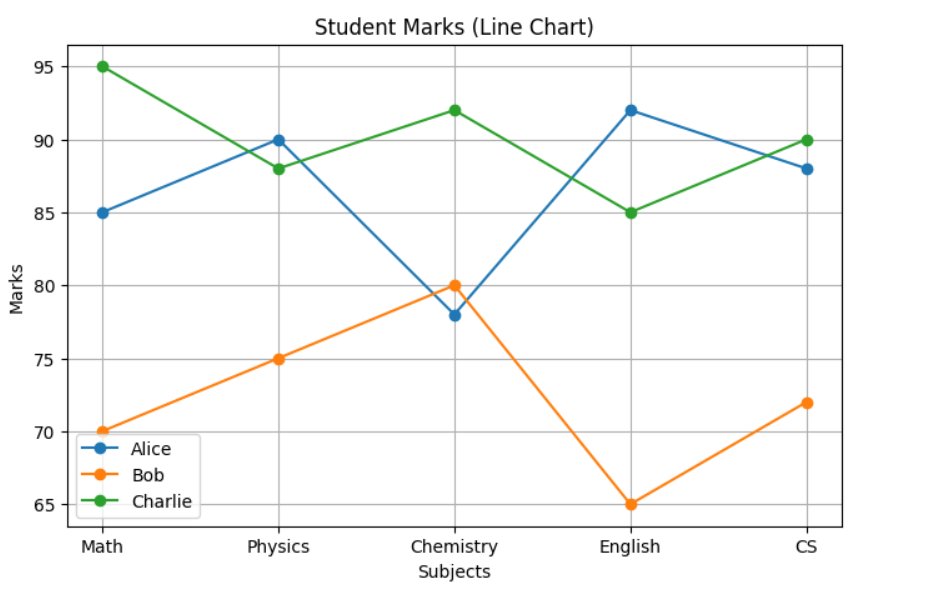 Student Marks (Line Chart)
Marks
95
90
85
80
75
70
65
Alice
Bob
Charlie
Math Physics Chemistry English CS
Subjects